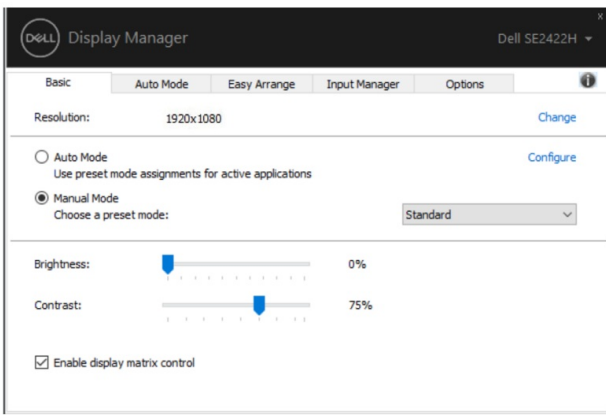 x
DELL Display Manager Dell SE2422H
Basic Auto Mode Easy Arrange Input Manager Options i
Resolution: 1920x1080 Change
Auto Mode Configure
Use preset mode assignments for active applications
Manual Mode
Choose a preset mode: Standard
Brightness: 0%
Contrast: 75%
Enable display matrix control